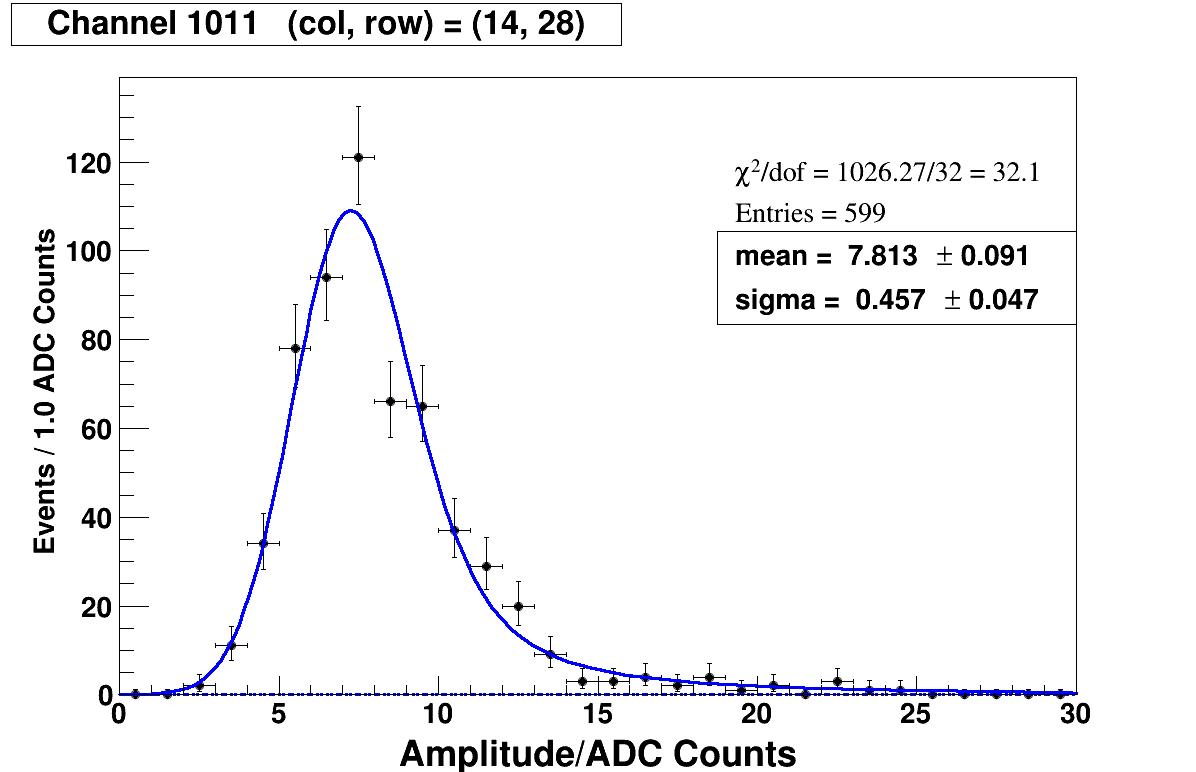 Channel 1011 (col, row) = (14, 28)
χ²/dof = 1026.27/32 = 32.1
Entries = 599
mean = 7.813 ± 0.091
sigma = 0.457 ± 0.047
Events / 1.0 ADC Counts
120
100
80
60
40
20
0
0 5 10 15 20 25 30
Amplitude/ADC Counts